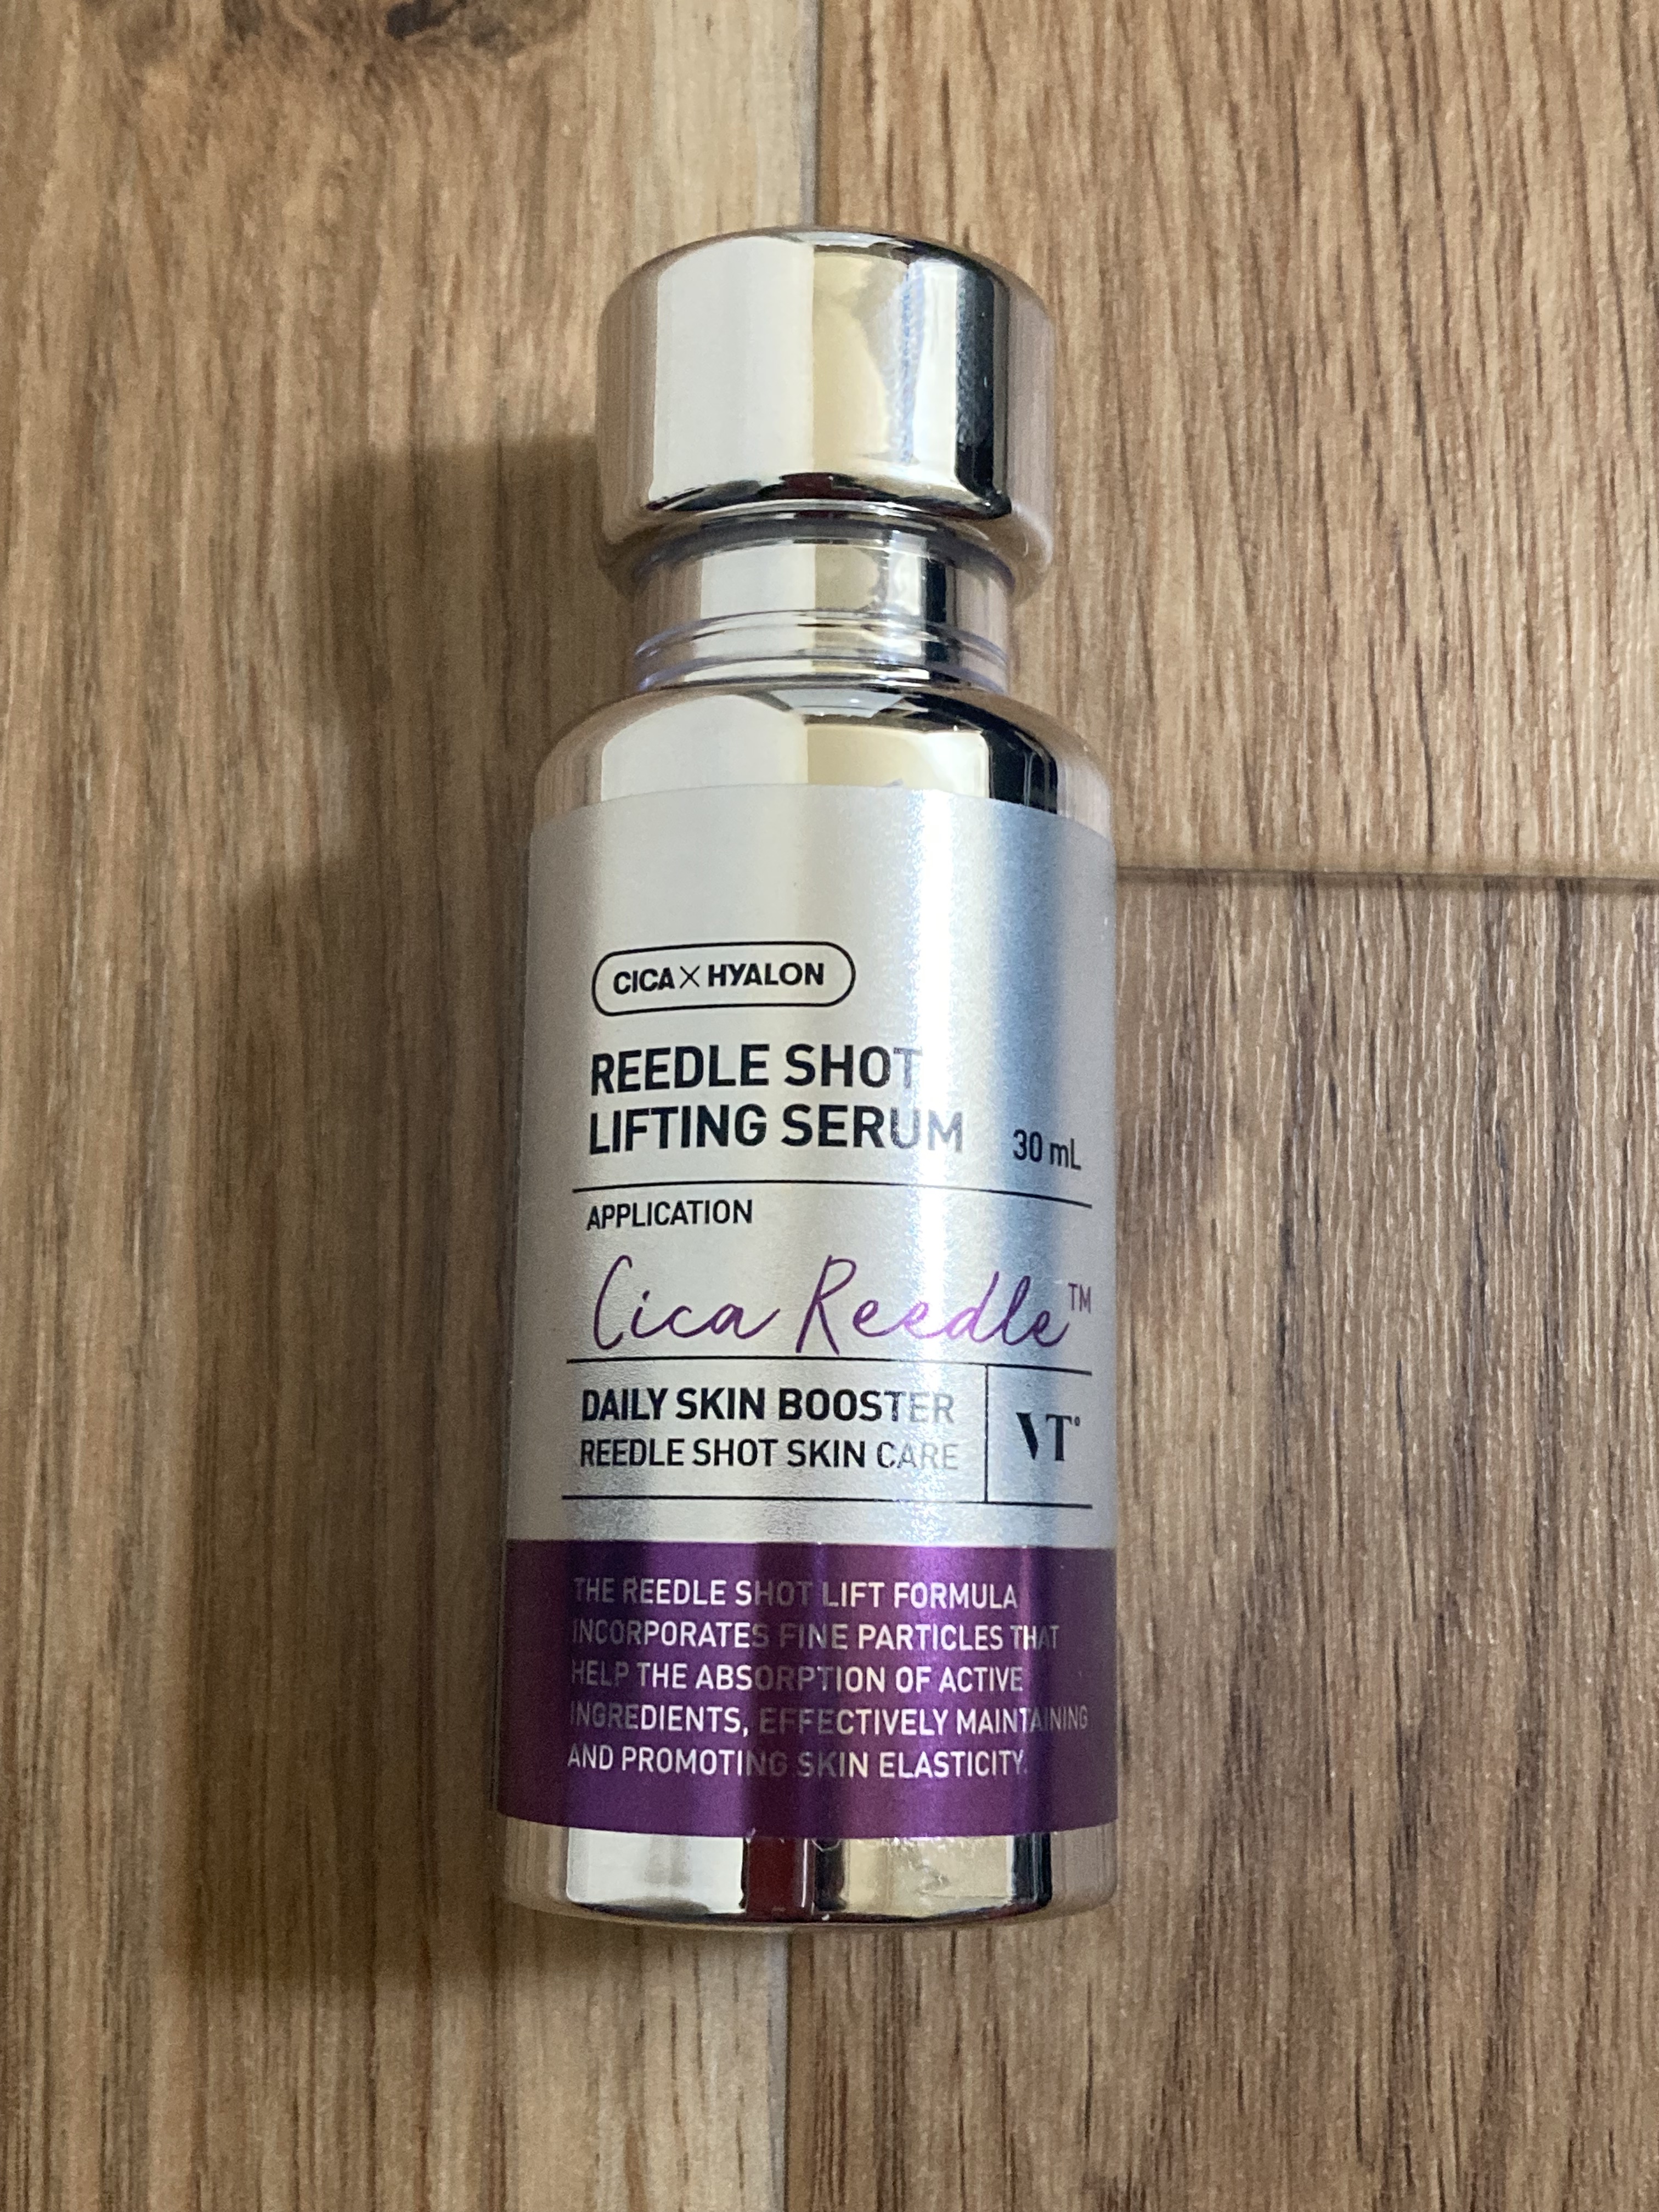 CICA X HYALON
REEDLE SHOT
LIFTING SERUM 30 mL
APPLICATION
Cica Reedle™
DAILY SKIN BOOSTER
REEDLE SHOT SKIN CARE
VT°
THE REEDLE SHOT LIFT FORMULA
INCORPORATES FINE PARTICLES THAT
HELP THE ABSORPTION OF ACTIVE
INGREDIENTS, EFFECTIVELY MAINTAINING
AND PROMOTING SKIN ELASTICITY.